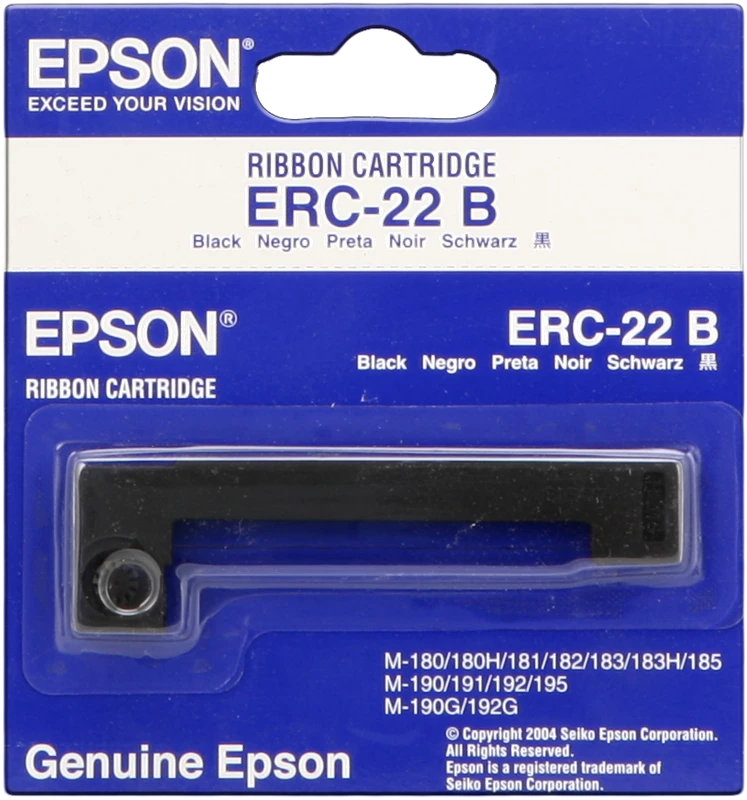 EPSON®
EXCEED YOUR VISION
RIBBON CARTRIDGE
ERC-22 B
Black Negro Preta Noir Schwarz 黒
EPSON®
ERC-22 B
Black Negro Preta Noir Schwarz 黒
RIBBON CARTRIDGE
M-180/180H/181/182/183/183H/185
M-190/191/192/195
M-190G/192G
© Copyright 2004 Seiko Epson Corporation.
All Rights Reserved.
Epson is a registered trademark of
Seiko Epson Corporation.
Genuine Epson